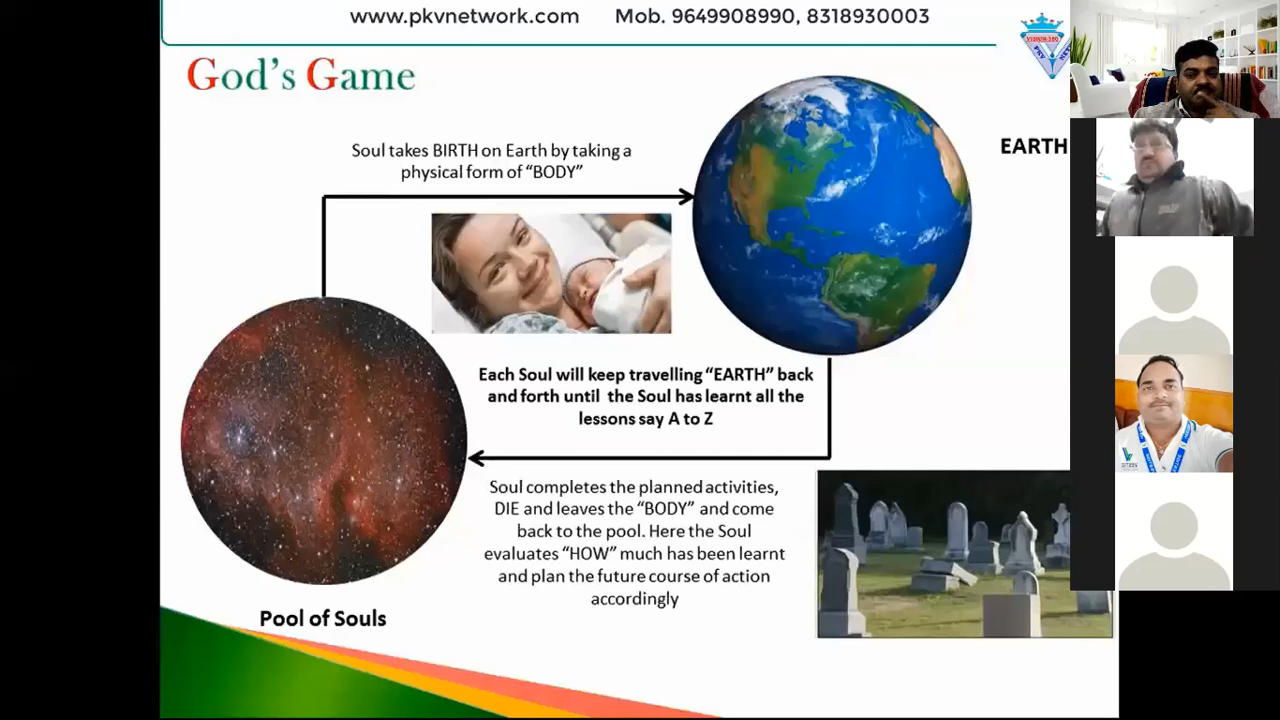 www.pkvnetwork.com Mob. 9649908990, 8318930003
God's Game
VISION-360
PKV
Soul takes BIRTH on Earth by taking a
physical form of “BODY”
EARTH
Each Soul will keep travelling “EARTH” back
and forth until the Soul has learnt all the
lessons say A to Z
Soul completes the planned activities,
DIE and leaves the “BODY” and come
back to the pool. Here the Soul
evaluates “HOW” much has been learnt
and plan the future course of action
accordingly
Pool of Souls